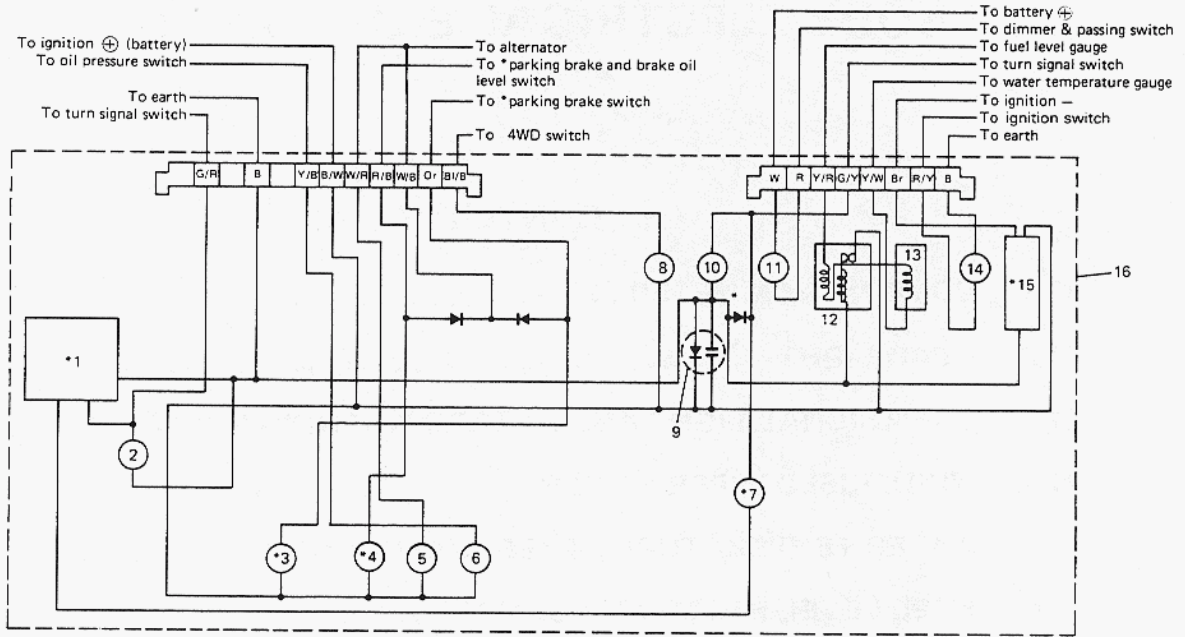 To battery ⊕
To dimmer & passing switch
To fuel level gauge
To turn signal switch
To water temperature gauge
To ignition −
To ignition switch
To earth
To ignition ⊕ (battery)
To oil pressure switch
To earth
To turn signal switch
To alternator
To *parking brake and brake oil
level switch
To *parking brake switch
To 4WD switch
G/R B Y/B B/W W/R R/B W/B Or Bl/B
W R Y/R G/Y Y/W Br R/Y B
8 10 11 12 13 14 *15 16
*
*1
9
2
*7
*3 *4 5 6